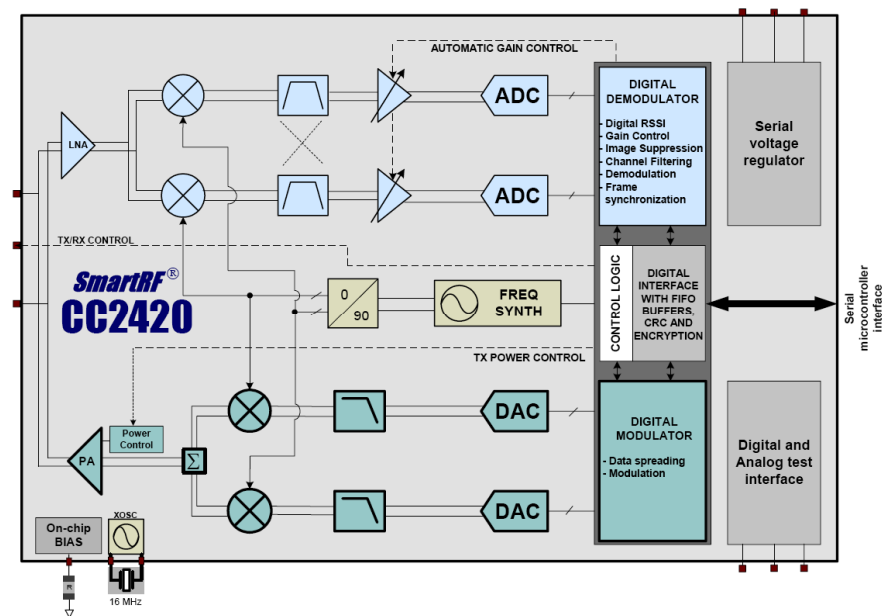 AUTOMATIC GAIN CONTROL
DIGITAL
DEMODULATOR
- Digital RSSI
- Gain Control
- Image Suppression
- Channel Filtering
- Demodulation
- Frame
synchronization
ADC
LNA
ADC
Serial
voltage
regulator
TX/RX CONTROL
SmartRF®
CC2420
0
90
FREQ
SYNTH
CONTROL LOGIC
DIGITAL
INTERFACE
WITH FIFO
BUFFERS,
CRC AND
ENCRYPTION
Serial
microcontroller
interface
TX POWER CONTROL
Power
Control
PA
Σ
DAC
DAC
DIGITAL
MODULATOR
- Data spreading
- Modulation
Digital and
Analog test
interface
On-chip
BIAS
XOSC
R
16 MHz